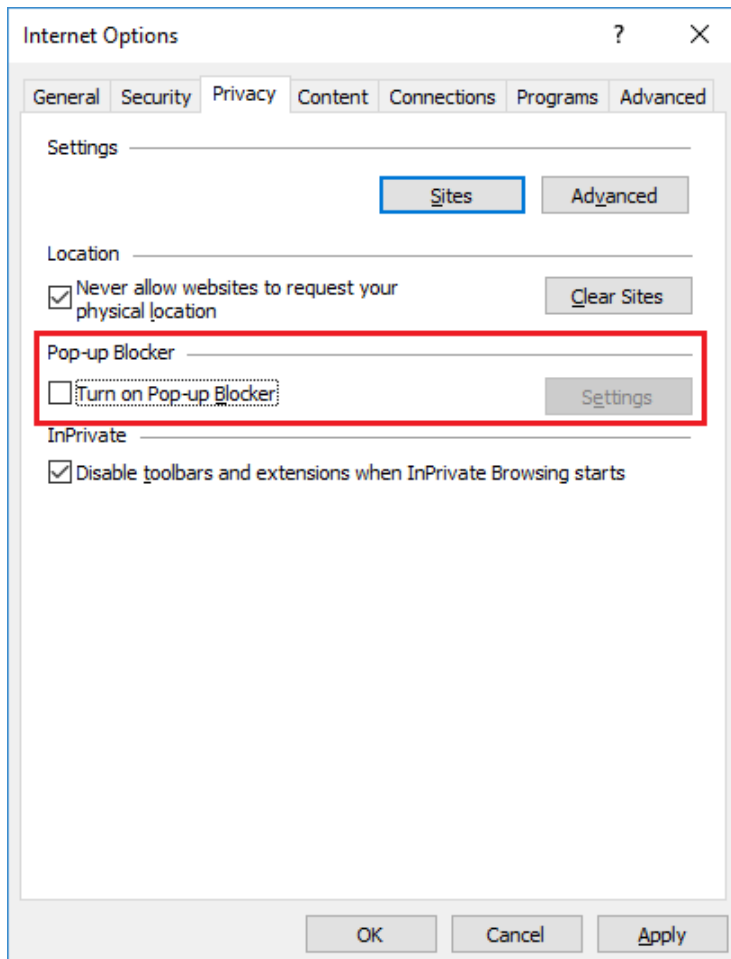 Internet Options ?
General Security Privacy Content Connections Programs Advanced
Settings
Sites Advanced
Location
Never allow websites to request your
physical location
Clear Sites
Pop-up Blocker
Turn on Pop-up Blocker Settings
InPrivate
Disable toolbars and extensions when InPrivate Browsing starts
OK Cancel Apply